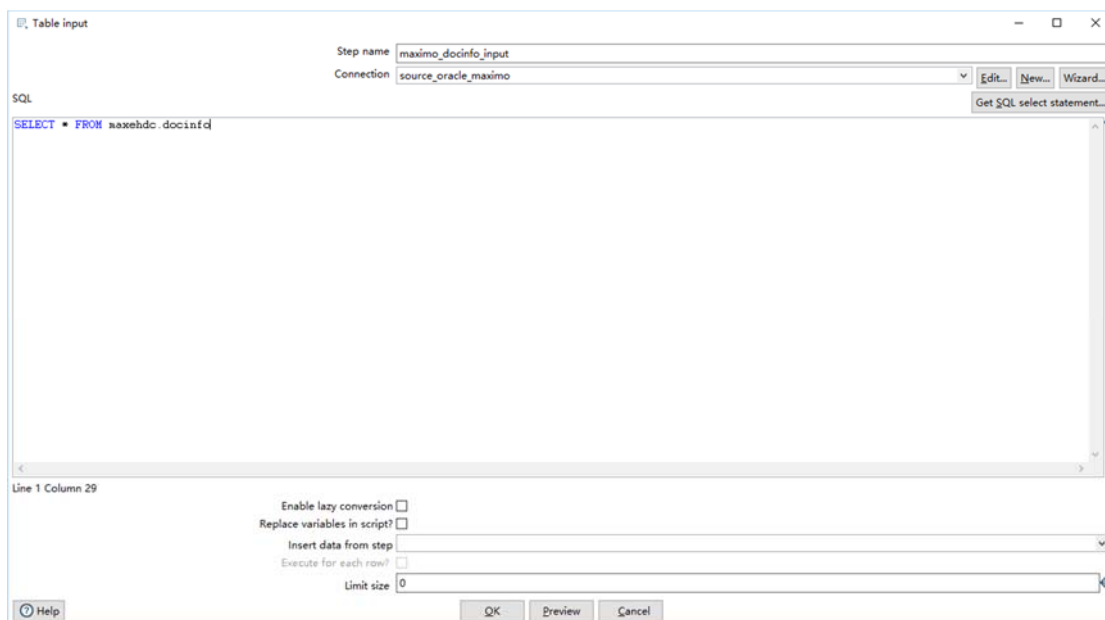 Table input
Step name maximo_docinfo_input
Connection source_oracle_maximo Edit... New... Wizard...
SQL Get SQL select statement...
SELECT * FROM maxehdc.docinfo
Line 1 Column 29
Enable lazy conversion
Replace variables in script?
Insert data from step
Execute for each row?
Limit size 0
Help OK Preview Cancel